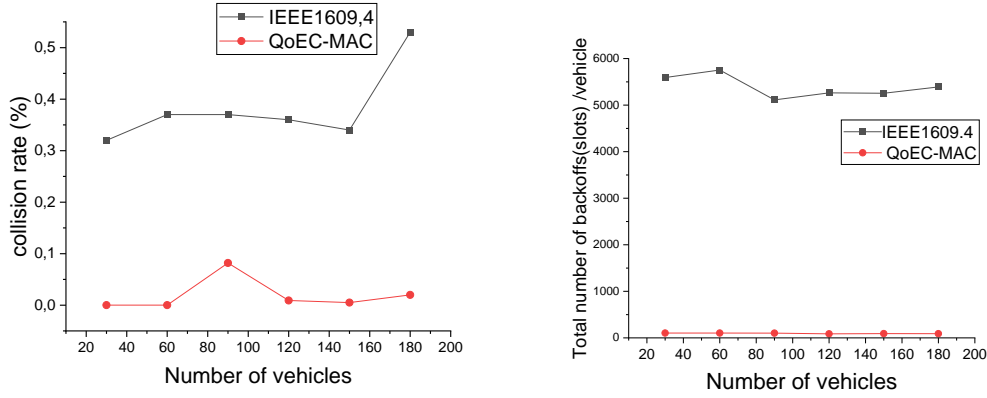 IEEE1609,4
QoEC-MAC
collision rate (%)
0,5
0,4
0,3
0,2
0,1
0,0
20 40 60 80 100 120 140 160 180 200
Number of vehicles
Total number of backoffs(slots) /vehicle
6000
5000
4000
3000
2000
1000
0
IEEE1609.4
QoEC-MAC
20 40 60 80 100 120 140 160 180 200
Number of vehicles